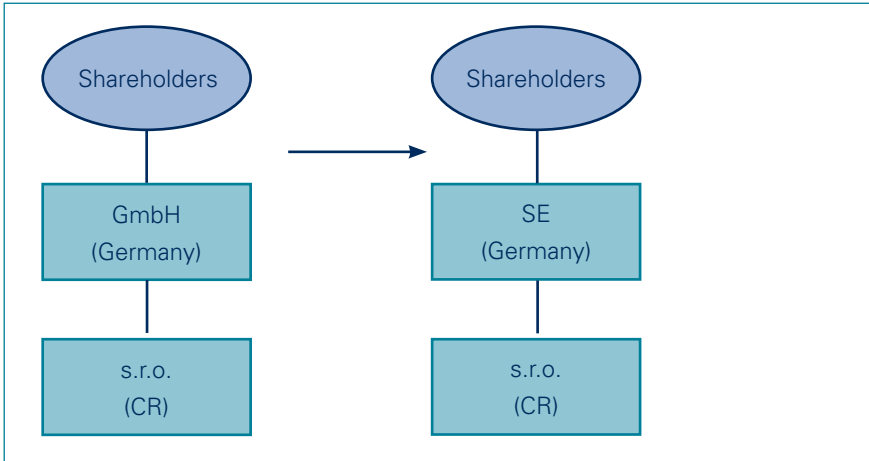 Shareholders
GmbH
(Germany)
s.r.o.
(CR)
Shareholders
SE
(Germany)
s.r.o.
(CR)